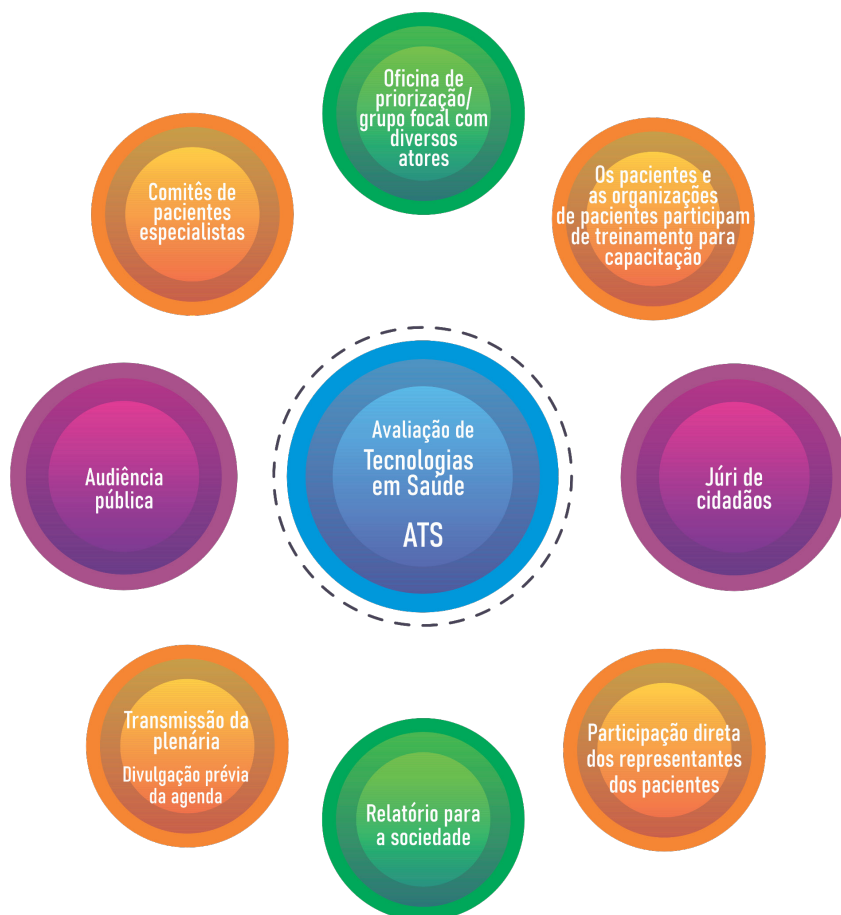 Oficina de
priorização/
grupo focal com
diversos
atores
Comitês de
pacientes
especialistas
Os pacientes e
as organizações
de pacientes participam
de treinamento para
capacitação
Audiência
pública
Avaliação de
Tecnologias
em Saúde
ATS
Júri de
cidadãos
Transmissão da
plenária
Divulgação prévia
da agenda
Relatório para
a sociedade
Participação direta
dos representantes
dos pacientes